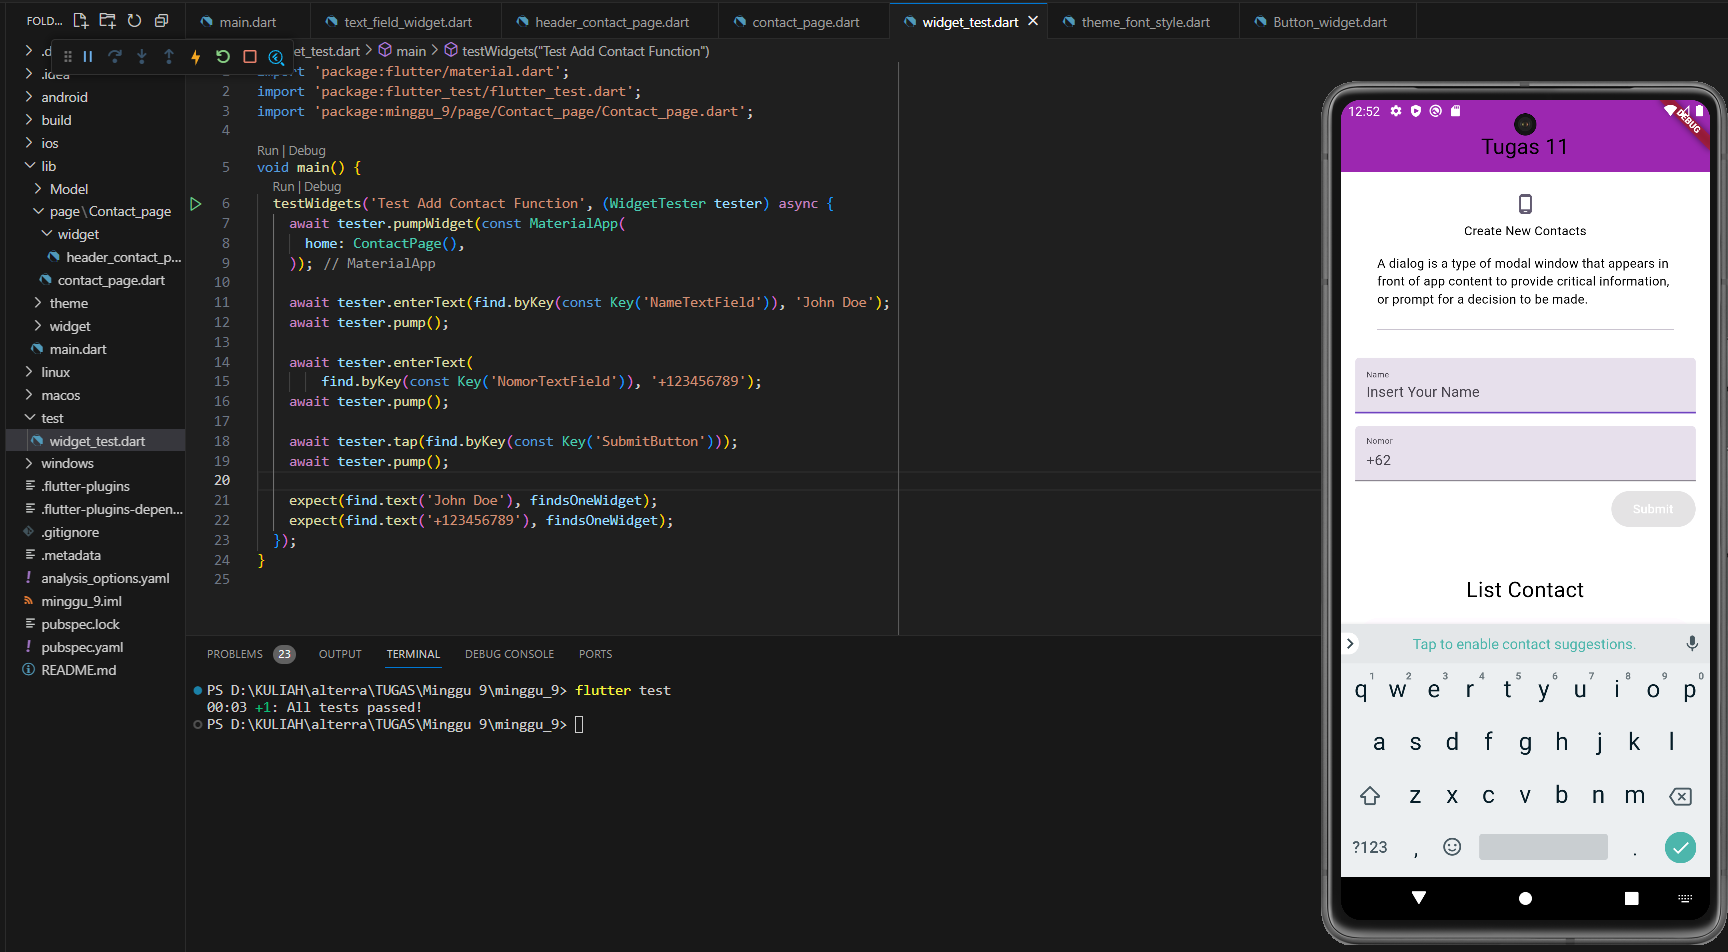 FOLD...
main.dart
text_field_widget.dart
header_contact_page.dart
contact_page.dart
widget_test.dart
theme_font_style.dart
Button_widget.dart
et_test.dart > main > testWidgets("Test Add Contact Function")
.d
.idea
android
build
ios
lib
Model
page\Contact_page
widget
header_contact_p...
contact_page.dart
theme
widget
main.dart
linux
macos
test
widget_test.dart
windows
.flutter-plugins
.flutter-plugins-depen...
.gitignore
.metadata
analysis_options.yaml
minggu_9.iml
pubspec.lock
pubspec.yaml
README.md
import 'package:flutter/material.dart';
2 import 'package:flutter_test/flutter_test.dart';
3 import 'package:minggu_9/page/Contact_page/Contact_page.dart';
4
Run | Debug
5 void main() {
Run | Debug
6 testWidgets('Test Add Contact Function', (WidgetTester tester) async {
7 await tester.pumpWidget(const MaterialApp(
8 home: ContactPage(),
9 )); // MaterialApp
10
11 await tester.enterText(find.byKey(const Key('NameTextField')), 'John Doe');
12 await tester.pump();
13
14 await tester.enterText(
15 find.byKey(const Key('NomorTextField')), '+123456789');
16 await tester.pump();
17
18 await tester.tap(find.byKey(const Key('SubmitButton')));
19 await tester.pump();
20
21 expect(find.text('John Doe'), findsOneWidget);
22 expect(find.text('+123456789'), findsOneWidget);
23 });
24 }
25
PROBLEMS 23 OUTPUT TERMINAL DEBUG CONSOLE PORTS
PS D:\KULIAH\alterra\TUGAS\Minggu 9\minggu_9> flutter test
00:03 +1: All tests passed!
PS D:\KULIAH\alterra\TUGAS\Minggu 9\minggu_9>
12:52
DEBUG
Tugas 11
Create New Contacts
A dialog is a type of modal window that appears in
front of app content to provide critical information,
or prompt for a decision to be made.
Name
Insert Your Name
Nomor
+62
Submit
List Contact
Tap to enable contact suggestions.
q1 w2 e3 r4 t5 y6 u7 i8 o9 p0
a s d f g h j k l
z x c v b n m
?123 , .